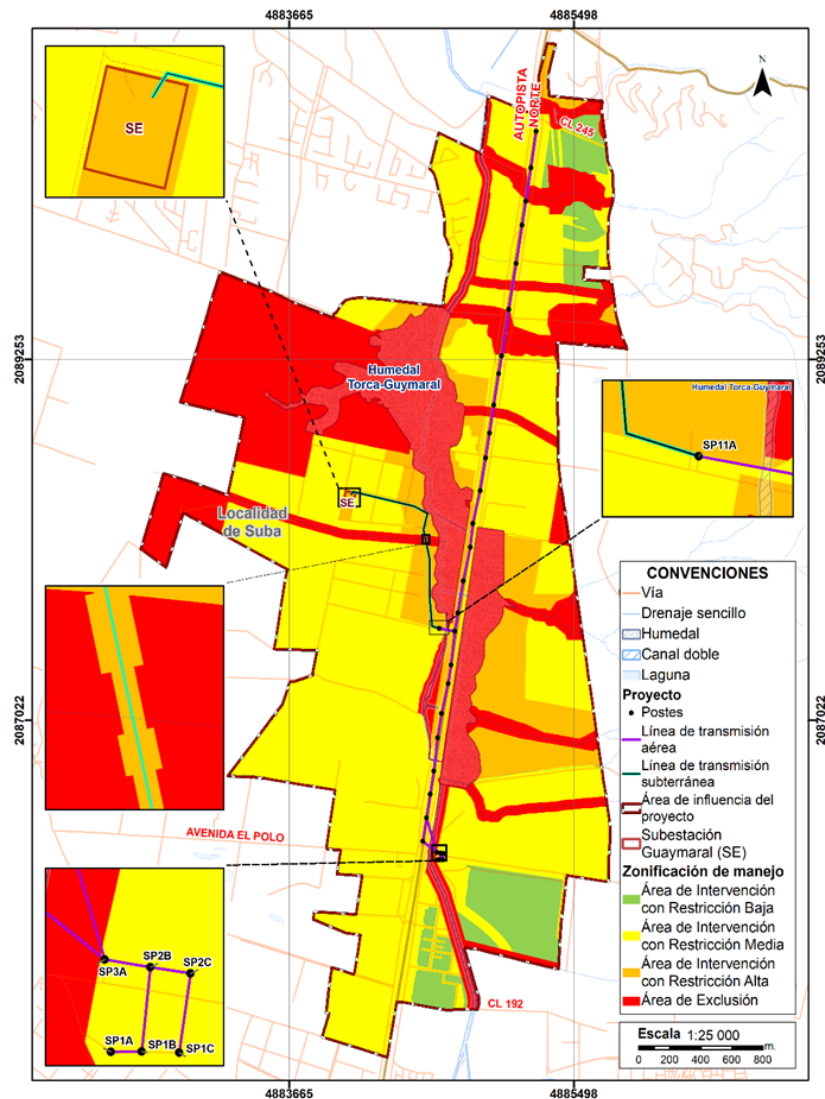 4883665
4885498
SE
N
AUTOPISTA
NORTE
CL 245
2089253
2089253
Humedal
Torca-Guymaral
Humedal Torca-Guymaral
SP11A
SE
Localidad
de Suba
2087022
2087022
AVENIDA EL POLO
SP3A
SP2B
SP2C
SP1A
SP1B
SP1C
CL 192
CONVENCIONES
Vía
Drenaje sencillo
Humedal
Canal doble
Laguna
Proyecto
Postes
Línea de transmisión
aérea
Línea de transmisión
subterránea
Área de influencia del
proyecto
Subestación
Guaymaral (SE)
Zonificación de manejo
Área de Intervención
con Restricción Baja
Área de Intervención
con Restricción Media
Área de Intervención
con Restricción Alta
Área de Exclusión
Escala 1:25 000
0 200 400 600 800 m.
4883665
4885498